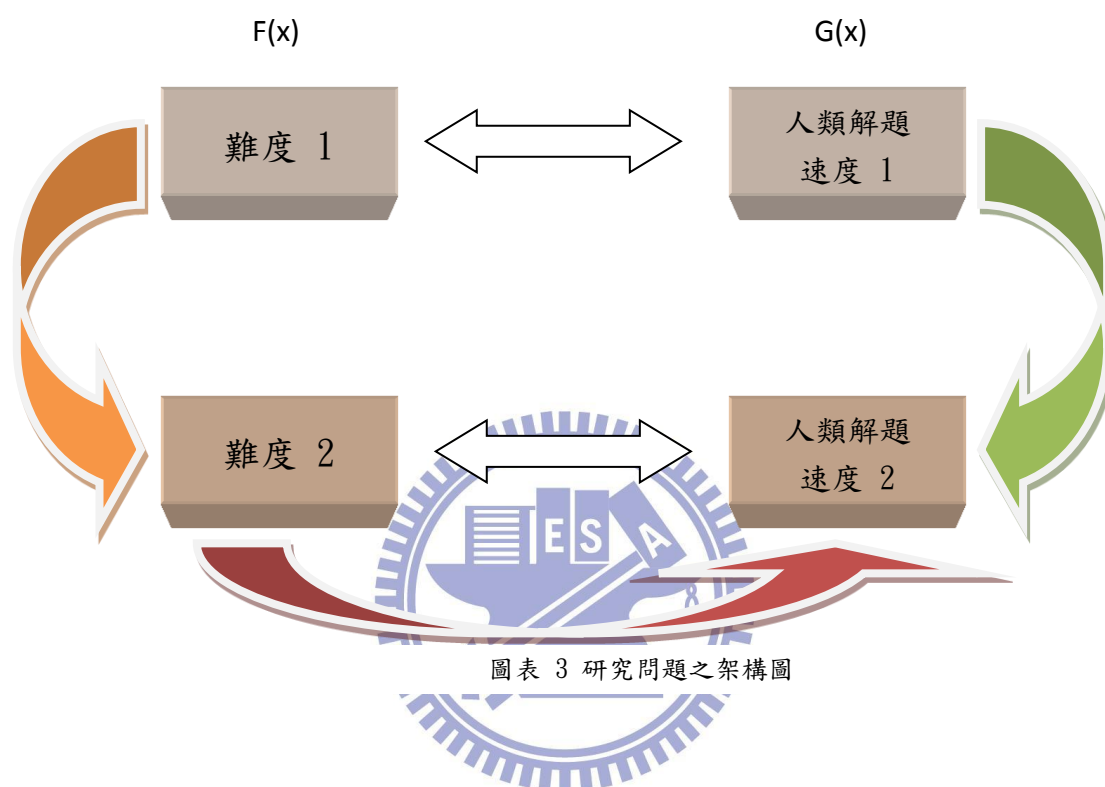 F(x)
G(x)
難度 1
人類解題
速度 1
難度 2
人類解題
速度 2
E S A
圖表 3 研究問題之架構圖